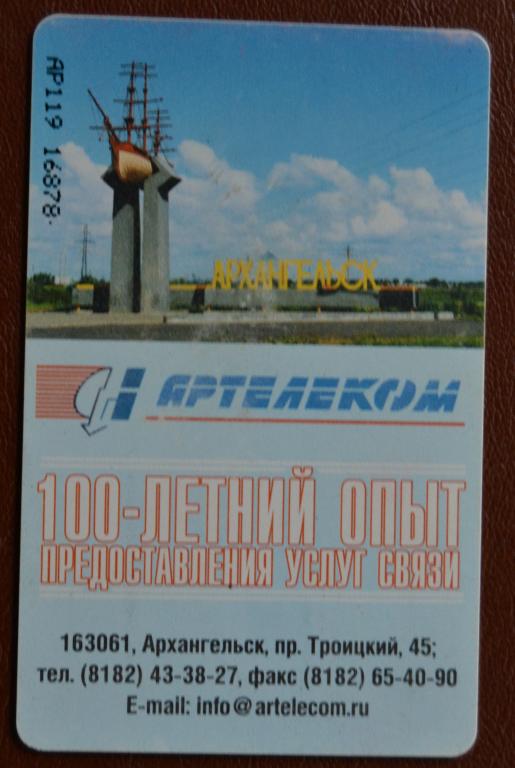 АР119 16878.
АРХАНГЕЛЬСК
АРТЕЛЕКОМ
100-ЛЕТНИЙ ОПЫТ
ПРЕДОСТАВЛЕНИЯ УСЛУГ СВЯЗИ
163061, Архангельск, пр. Троицкий, 45;
тел. (8182) 43-38-27, факс (8182) 65-40-90
E-mail: info@artelecom.ru